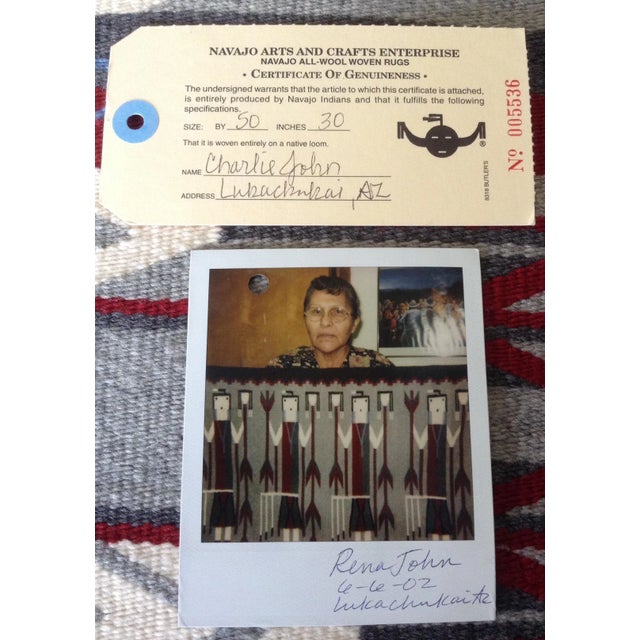 NAVAJO ARTS AND CRAFTS ENTERPRISE
NAVAJO ALL-WOOL WOVEN RUGS
• CERTIFICATE OF GENUINENESS •
The undersigned warrants that the article to which this certificate is attached,
is entirely produced by Navajo Indians and that it fulfills the following
specifications.
SIZE: BY 50 INCHES 30
That it is woven entirely on a native loom.
NAME Charlie John
ADDRESS Lukachukai, AZ
®
8318 BUTLER'S
No 005536
Rena John
6-6-02
Lukachukai Az